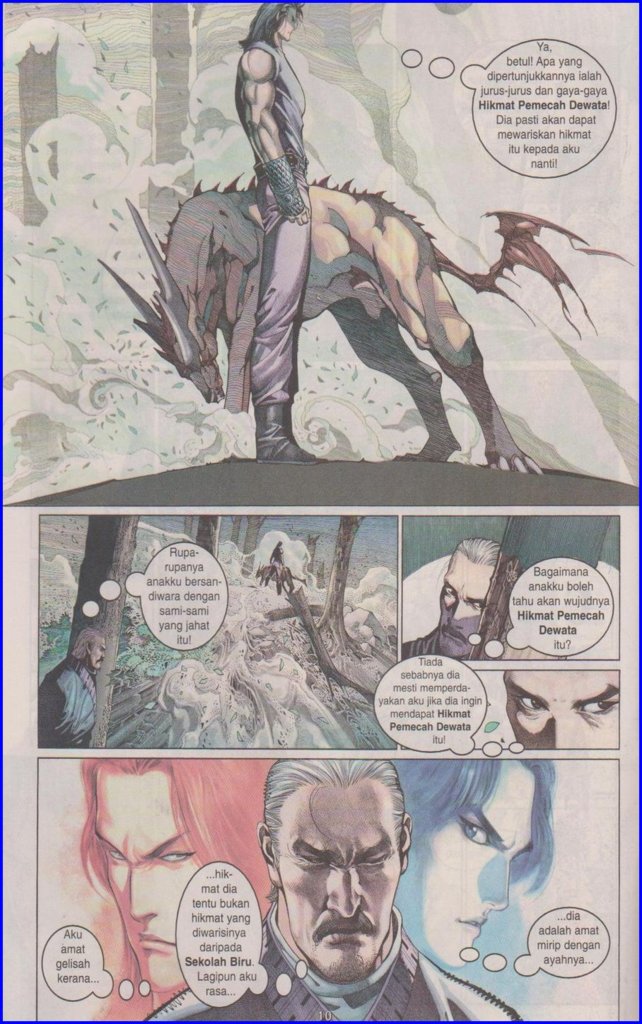 Ya,
betul! Apa yang
dipertunjukkannya ialah
jurus-jurus dan gaya-gaya
Hikmat Pemecah Dewata!
Dia pasti akan dapat
mewariskan hikmat
itu kepada aku
nanti!
Rupa-
rupanya
anakku bersan-
diwara dengan
sami-sami
yang jahat
itu!
Bagaimana
anakku boleh
tahu akan wujudnya
Hikmat Pemecah
Dewata
itu?
Tiada
sebabnya dia
mesti memperda-
yakan aku jika dia ingin
mendapat Hikmat
Pemecah Dewata
itu!
Aku
amat
gelisah
kerana...
...hik-
mat dia
tentu bukan
hikmat yang
diwarisinya
daripada
Sekolah Biru.
Lagipun aku
rasa...
...dia
adalah amat
mirip dengan
ayahnya...
10